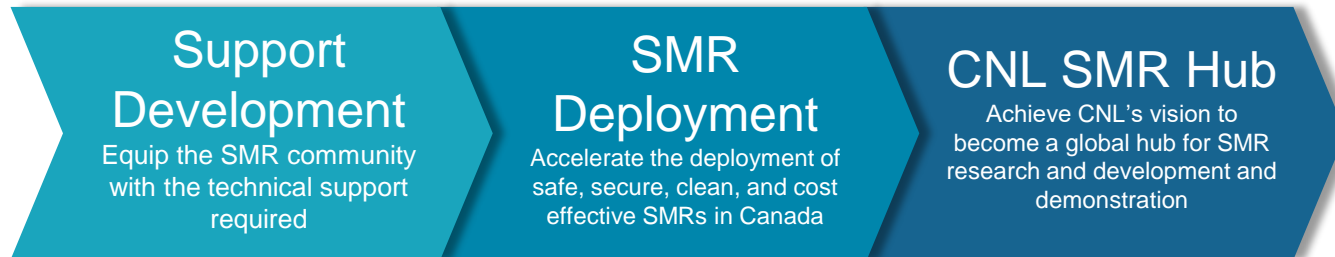 Support
Development
Equip the SMR community
with the technical support
required
SMR
Deployment
Accelerate the deployment of
safe, secure, clean, and cost
effective SMRs in Canada
CNL SMR Hub
Achieve CNL's vision to
become a global hub for SMR
research and development and
demonstration